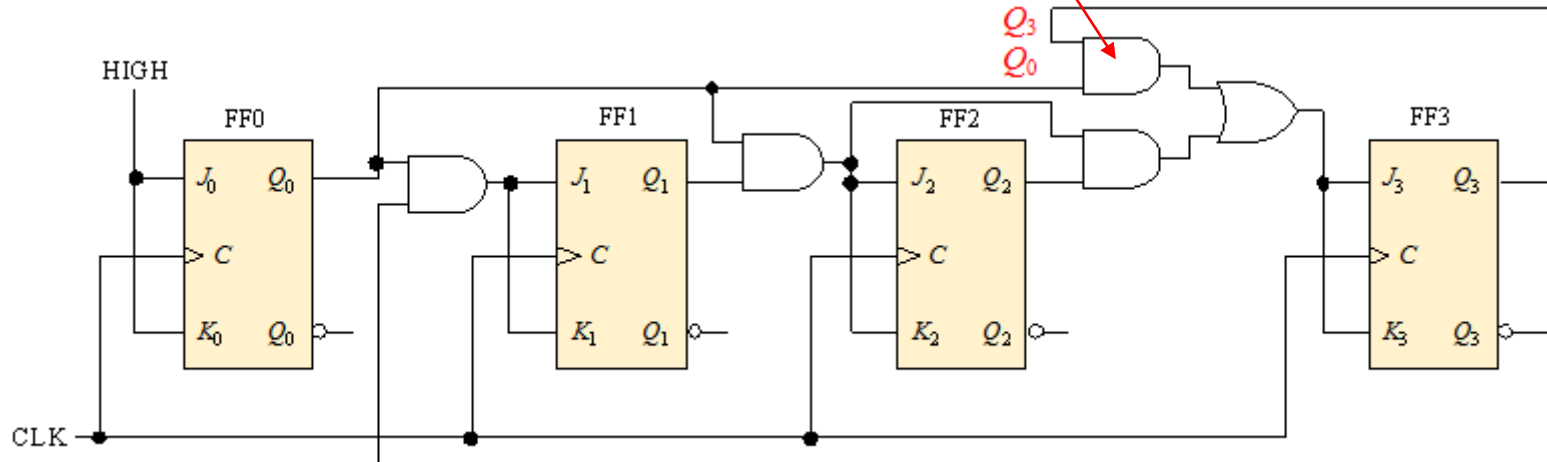 Q3
Q0
HIGH
FF0
FF1
FF2
FF3
J0 Q0
J1 Q1
J2 Q2
J3 Q3
C
C
C
C
K0 Q0
K1 Q1
K2 Q2
K3 Q3
CLK